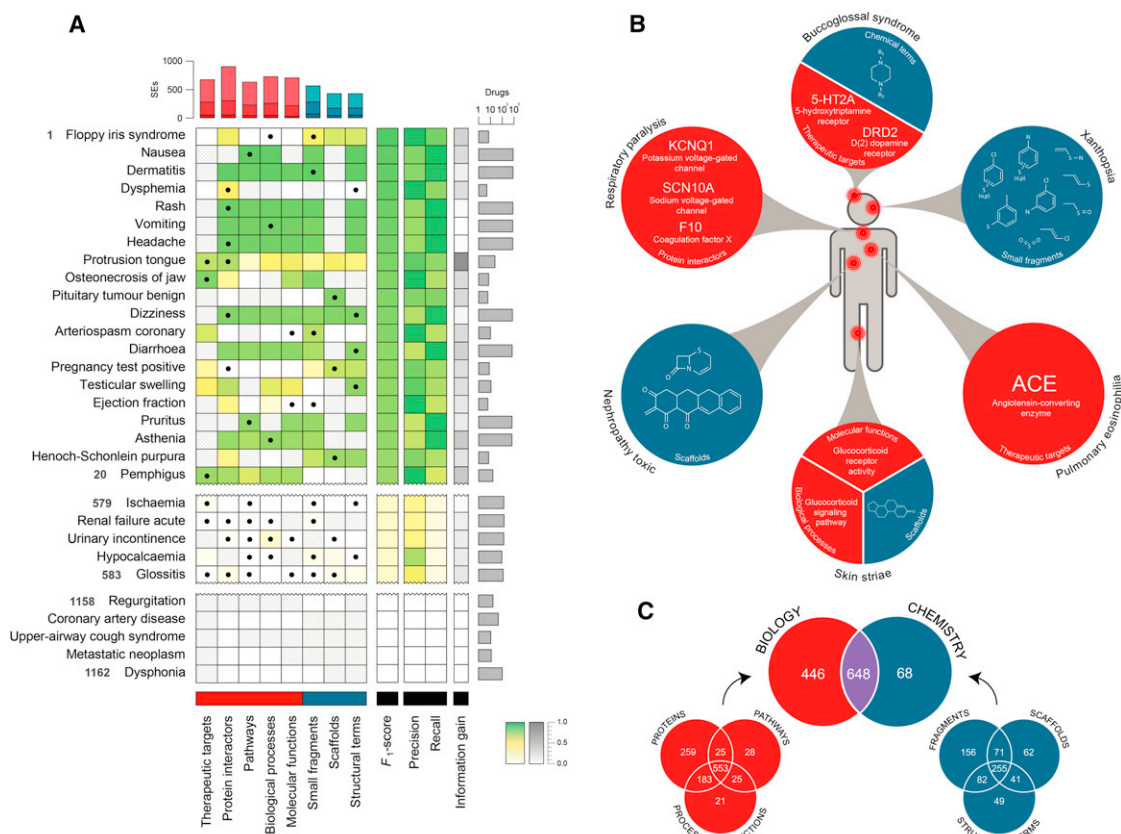 A
SEs
1000
500
0
Drugs
1 Floppy iris syndrome
Nausea
Dermatitis
Dysphemia
Rash
Vomiting
Headache
Protrusion tongue
Osteonecrosis of jaw
Pituitary tumour benign
Dizziness
Arteriospasm coronary
Diarrhoea
Pregnancy test positive
Testicular swelling
Ejection fraction
Pruritus
Asthenia
Henoch-Schonlein purpura
20 Pemphigus
579 Ischaemia
Renal failure acute
Urinary incontinence
Hypocalcaemia
583 Glossitis
1158 Regurgitation
Coronary artery disease
Upper-airway cough syndrome
Metastatic neoplasm
1162 Dysphonia
Therapeutic targets
Protein interactors
Pathways
Biological processes
Molecular functions
Small fragments
Scaffolds
Structural terms
F1-score
Precision
Recall
Information gain
1.0
0.5
0.0
B
Buccoglossal syndrome
Chemical terms
R₁
N
N
R₂
5-HT2A
5-hydroxytriptamine
receptor
DRD2
D(2) dopamine
receptor
Therapeutic targets
Respiratory paralysis
KCNQ1
Potassium voltage-gated
channel
SCN10A
Sodium voltage-gated
channel
F10
Coagulation factor X
Protein interactors
Xanthopsia
Small fragments
Nephropathy toxic
Scaffolds
ACE
Angiotensin-converting
enzyme
Therapeutic targets
Pulmonary eosinophilia
Molecular functions
Glucocorticoid
receptor
activity
Biological processes
Glucocorticoid
signaling
pathway
Scaffolds
Skin striae
C
BIOLOGY
CHEMISTRY
446
648
68
PROTEINS
PATHWAYS
259
25
28
553
183
25
21
FRAGMENTS
SCAFFOLDS
156
71
62
255
82
41
49